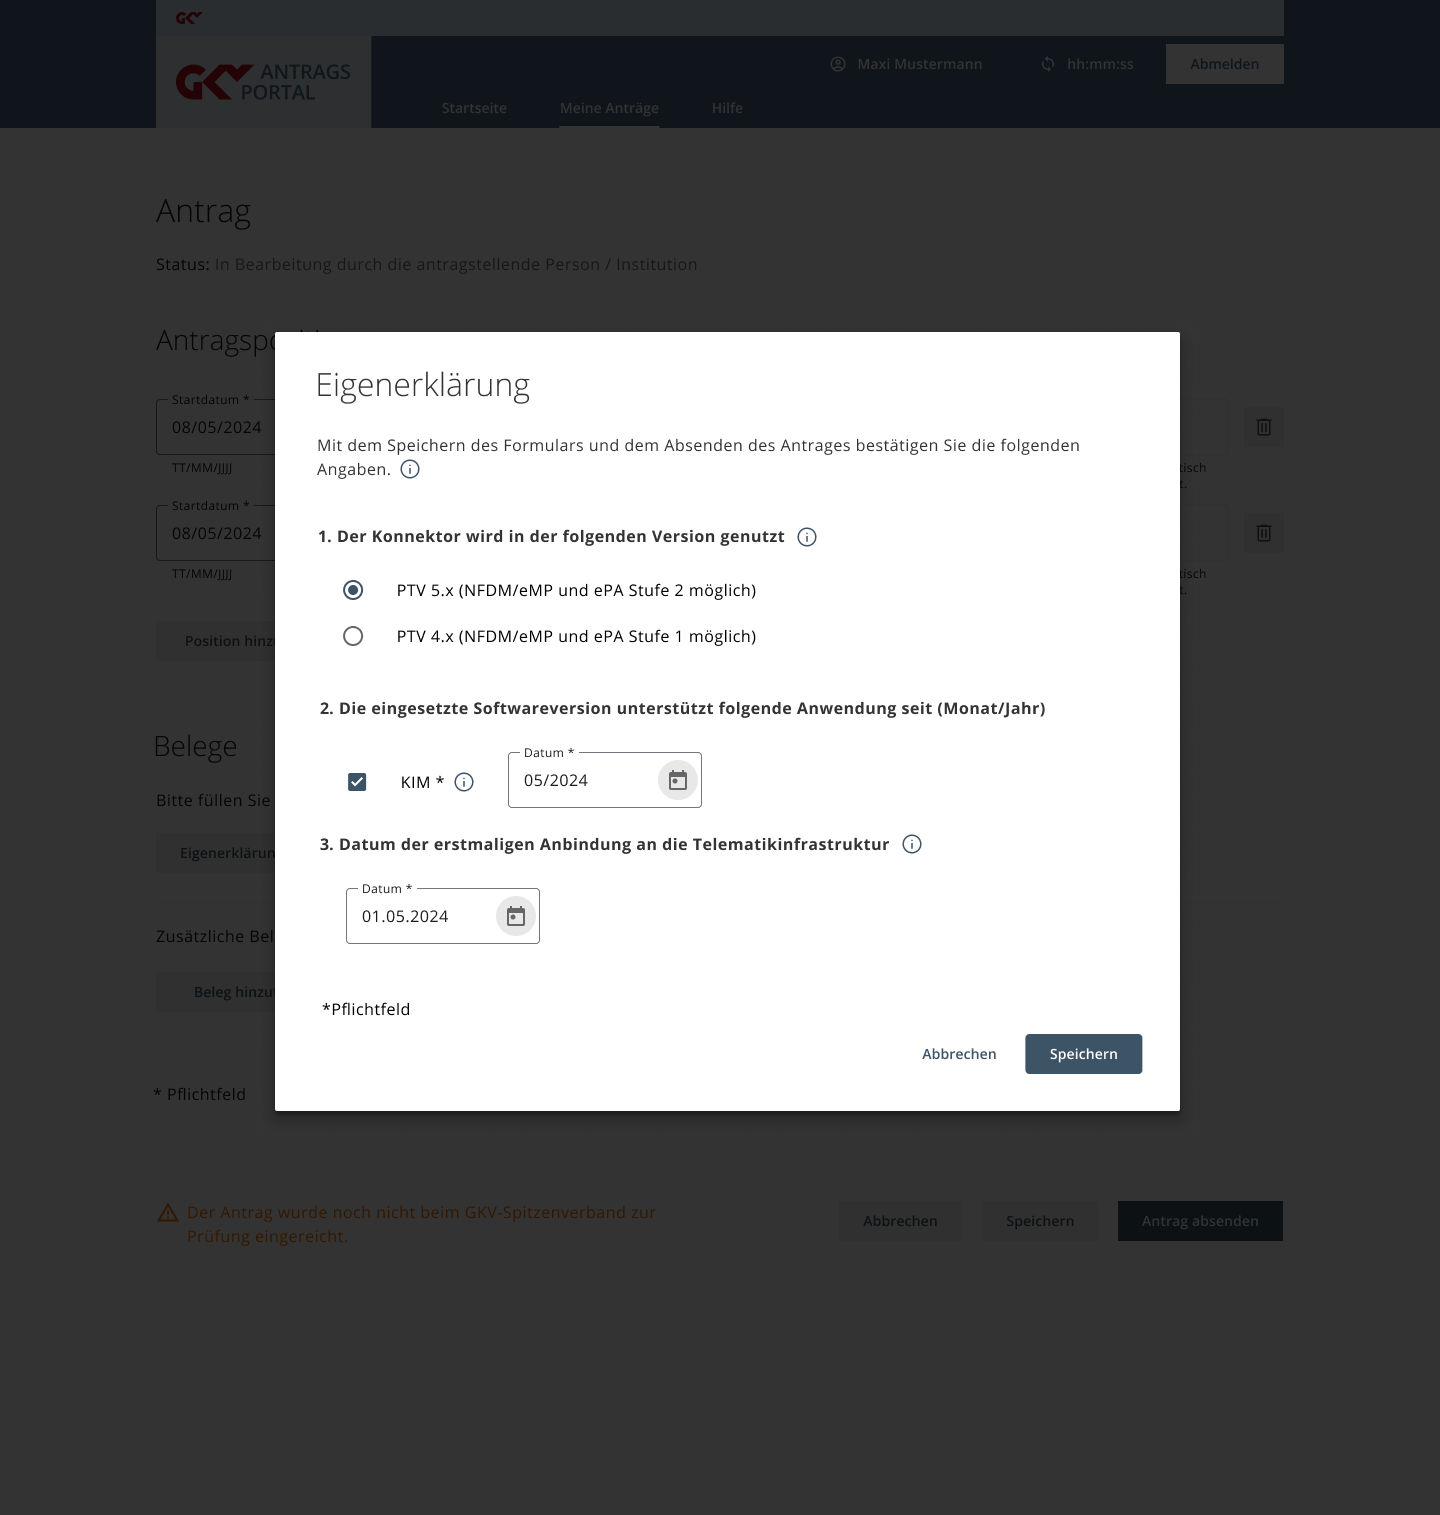 GKV
GKV ANTRAGS
PORTAL
Maxi Mustermann
hh:mm:ss
Abmelden
Startseite
Meine Anträge
Hilfe
Antrag
Status: In Bearbeitung durch die antragstellende Person / Institution
Startdatum *
08/05/2024
TT/MM/JJJJ
Startdatum *
08/05/2024
TT/MM/JJJJ
Position
Belege
Bitte füllen Sie
Zusätzliche
Beleg
* Pflichtfeld
Eigenerklärung
Mit dem Speichern des Formulars und dem Absenden des Antrages bestätigen Sie die folgenden
Angaben.
1. Der Konnektor wird in der folgenden Version genutzt
PTV 5.x (NFDM/eMP und ePA Stufe 2 möglich)
PTV 4.x (NFDM/eMP und ePA Stufe 1 möglich)
2. Die eingesetzte Softwareversion unterstützt folgende Anwendung seit (Monat/Jahr)
KIM *
Datum *
05/2024
3. Datum der erstmaligen Anbindung an die Telematikinfrastruktur
Datum *
01.05.2024
*Pflichtfeld
Abbrechen
Speichern
Der Antrag wurde noch nicht beim GKV-Spitzenverband zur
Prüfung eingereicht.
Abbrechen
Speichern
Antrag absenden